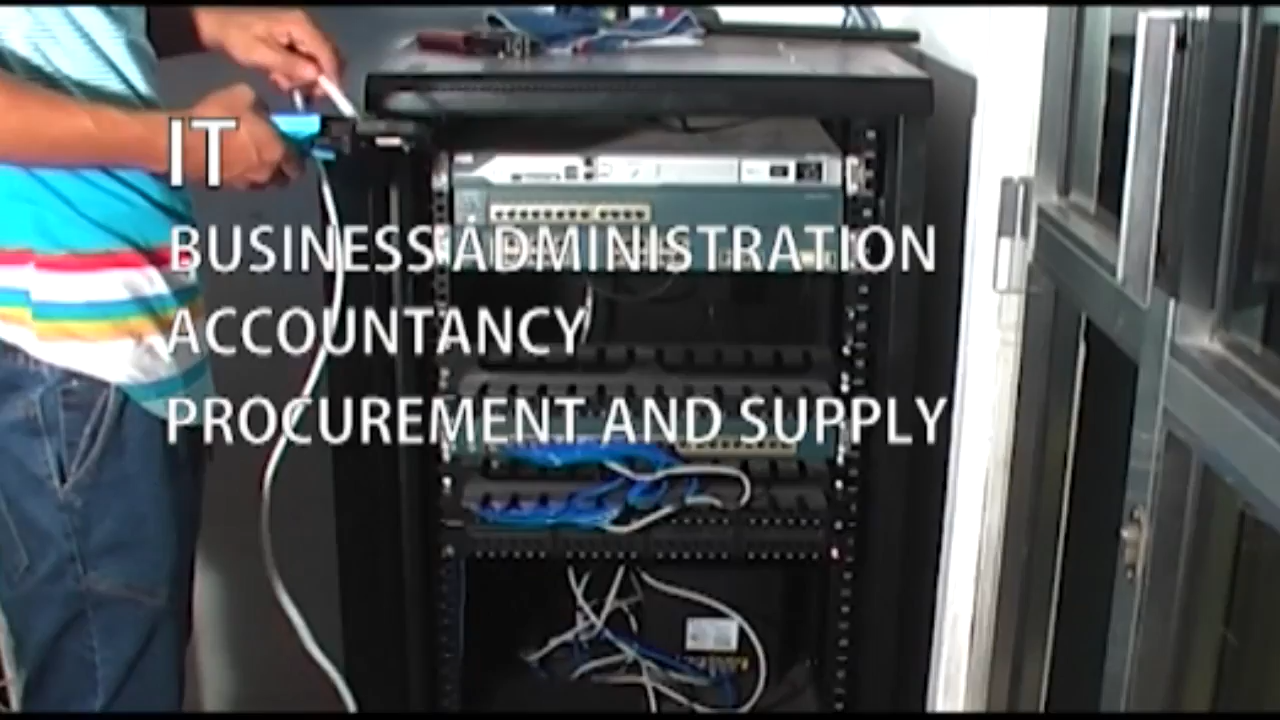 IT
BUSINESS ADMINISTRATION
ACCOUNTANCY
PROCUREMENT AND SUPPLY